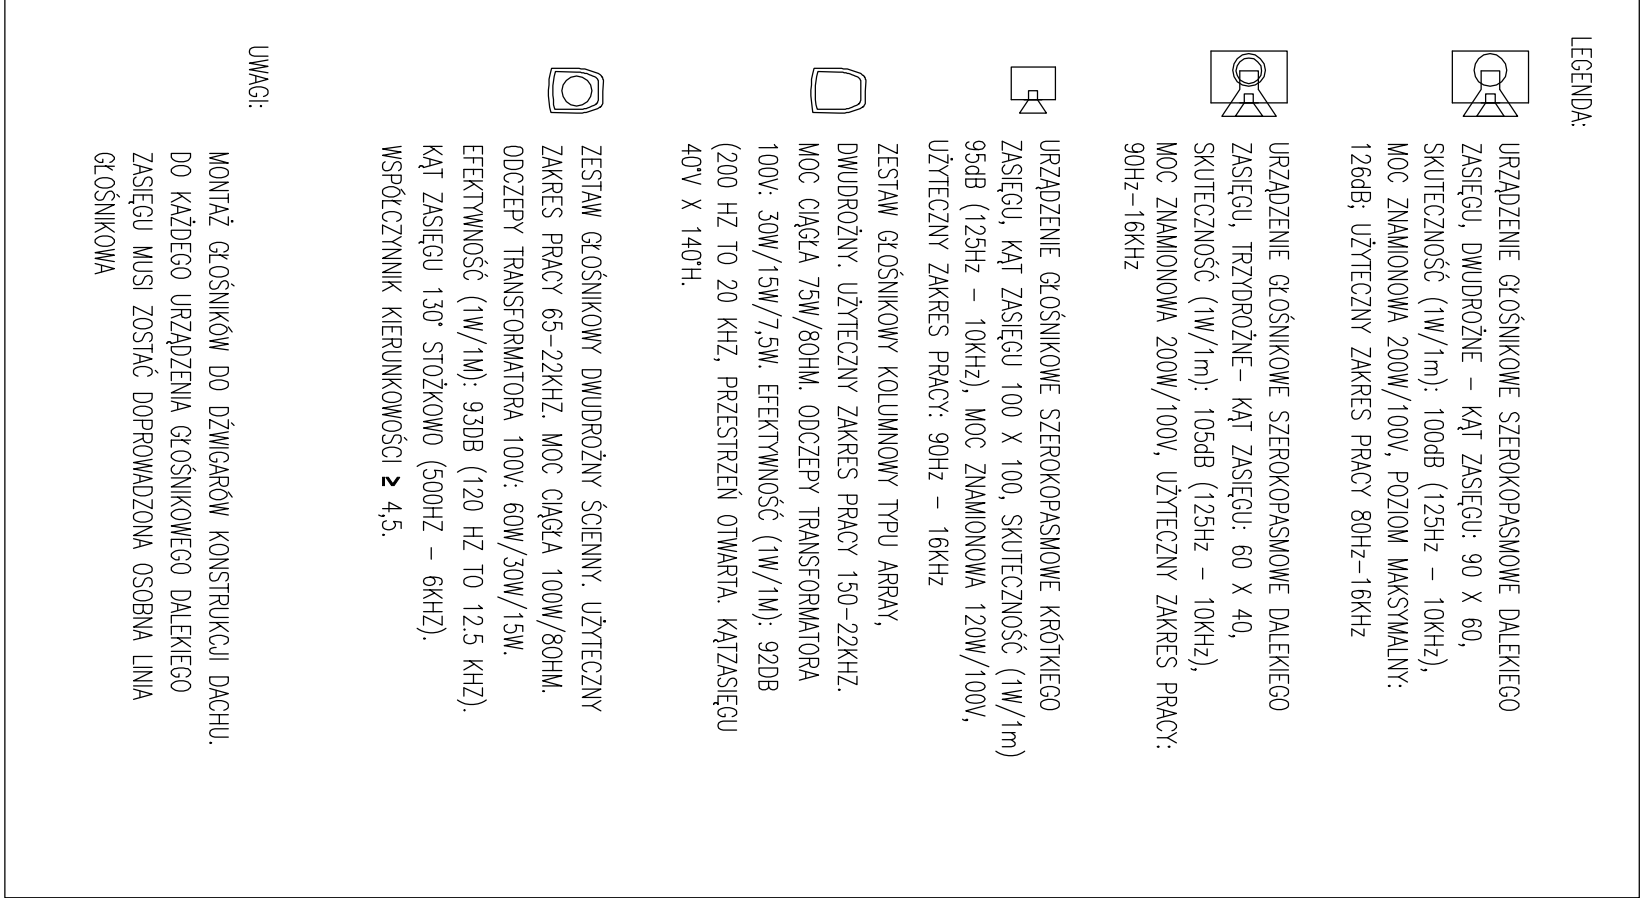 LEGENDA:
URZĄDZENIE GŁOŚNIKOWE SZEROKOPASMOWE DALEKIEGO
ZASIĘGU, DWUDROŻNE – KĄT ZASIĘGU: 90 X 60,
SKUTECZNOŚĆ (1W/1m): 100dB (125Hz – 10KHz),
MOC ZNAMIONOWA 200W/100V, POZIOM MAKSYMALNY:
126dB; UŻYTECZNY ZAKRES PRACY 80Hz–16KHz
URZĄDZENIE GŁOŚNIKOWE SZEROKOPASMOWE DALEKIEGO
ZASIĘGU, TRZYDROŻNE– KĄT ZASIĘGU: 60 X 40,
SKUTECZNOŚĆ (1W/1m): 105dB (125Hz – 10KHz),
MOC ZNAMIONOWA 200W/100V, UŻYTECZNY ZAKRES PRACY:
90Hz–16KHz
URZĄDZENIE GŁOŚNIKOWE SZEROKOPASMOWE KRÓTKIEGO
ZASIĘGU, KĄT ZASIĘGU 100 X 100, SKUTECZNOŚĆ (1W/1m)
95dB (125Hz – 10KHz), MOC ZNAMIONOWA 120W/100V,
UŻYTECZNY ZAKRES PRACY: 90Hz – 16KHz
ZESTAW GŁOŚNIKOWY KOLUMNOWY TYPU ARRAY,
DWUDROŻNY. UŻYTECZNY ZAKRES PRACY 150–22KHZ.
MOC CIĄGŁA 75W/8OHM. ODCZEPY TRANSFORMATORA
100V: 30W/15W/7,5W. EFEKTYWNOŚĆ (1W/1M): 92DB
(200 HZ TO 20 KHZ, PRZESTRZEŃ OTWARTA. KĄTZASIĘGU
40°V X 140°H.
ZESTAW GŁOŚNIKOWY DWUDROŻNY ŚCIENNY. UŻYTECZNY
ZAKRES PRACY 65–22KHZ. MOC CIĄGŁA 100W/8OHM.
ODCZEPY TRANSFORMATORA 100V: 60W/30W/15W.
EFEKTYWNOŚĆ (1W/1M): 93DB (120 HZ TO 12.5 KHZ).
KĄT ZASIĘGU 130° STOŻKOWO (500HZ – 6KHZ).
WSPÓŁCZYNNIK KIERUNKOWOŚCI ≥ 4,5.
UWAGI:
MONTAŻ GŁOŚNIKÓW DO DŹWIGARÓW KONSTRUKCJI DACHU.
DO KAŻDEGO URZĄDZENIA GŁOŚNIKOWEGO DALEKIEGO
ZASIĘGU MUSI ZOSTAĆ DOPROWADZONA OSOBNA LINIA
GŁOŚNIKOWA